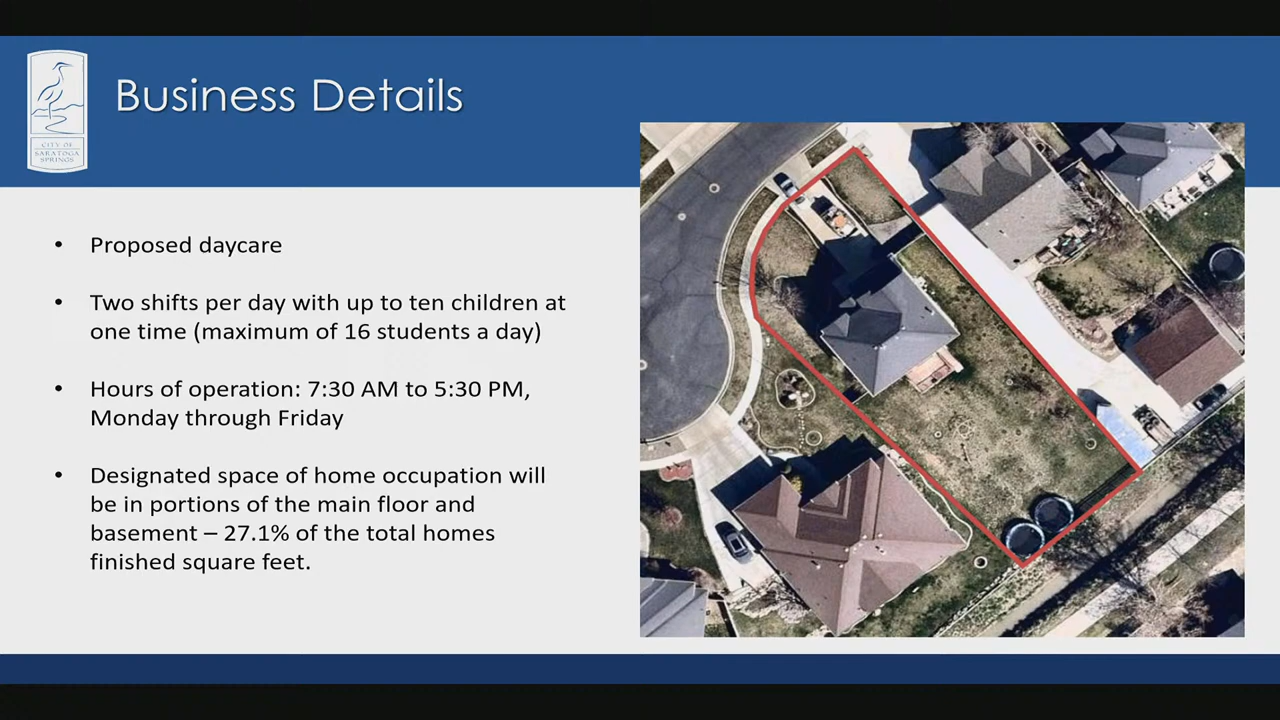 CITY OF
SARATOGA
SPRINGS
Business Details
• Proposed daycare
• Two shifts per day with up to ten children at
one time (maximum of 16 students a day)
• Hours of operation: 7:30 AM to 5:30 PM,
Monday through Friday
• Designated space of home occupation will
be in portions of the main floor and
basement – 27.1% of the total homes
finished square feet.